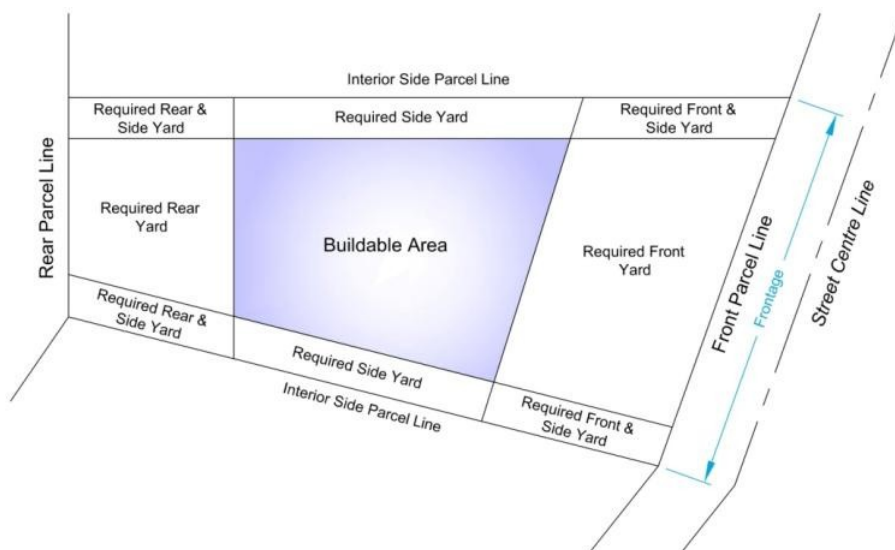 Interior Side Parcel Line
Required Rear &
Side Yard
Required Side Yard
Required Front &
Side Yard
Rear Parcel Line
Required Rear
Yard
Buildable Area
Required Front
Yard
Front Parcel Line
Frontage
Street Centre Line
Required Rear &
Side Yard
Required Side Yard
Interior Side Parcel Line
Required Front &
Side Yard